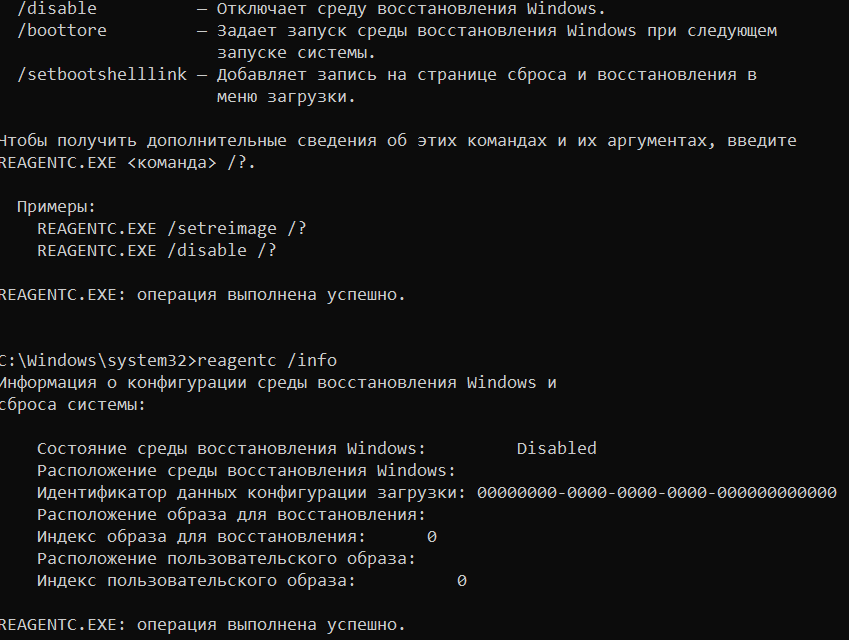 /disable — Отключает среду восстановления Windows.
/boottore — Задает запуск среды восстановления Windows при следующем
запуске системы.
/setbootshelllink — Добавляет запись на странице сброса и восстановления в
меню загрузки.
Чтобы получить дополнительные сведения об этих командах и их аргументах, введите
REAGENTC.EXE <команда> /?.
Примеры:
REAGENTC.EXE /setreimage /?
REAGENTC.EXE /disable /?
REAGENTC.EXE: операция выполнена успешно.
C:\Windows\system32>reagentc /info
Информация о конфигурации среды восстановления Windows и
сброса системы:
Состояние среды восстановления Windows: Disabled
Расположение среды восстановления Windows:
Идентификатор данных конфигурации загрузки: 00000000-0000-0000-0000-000000000000
Расположение образа для восстановления:
Индекс образа для восстановления: 0
Расположение пользовательского образа:
Индекс пользовательского образа: 0
REAGENTC.EXE: операция выполнена успешно.